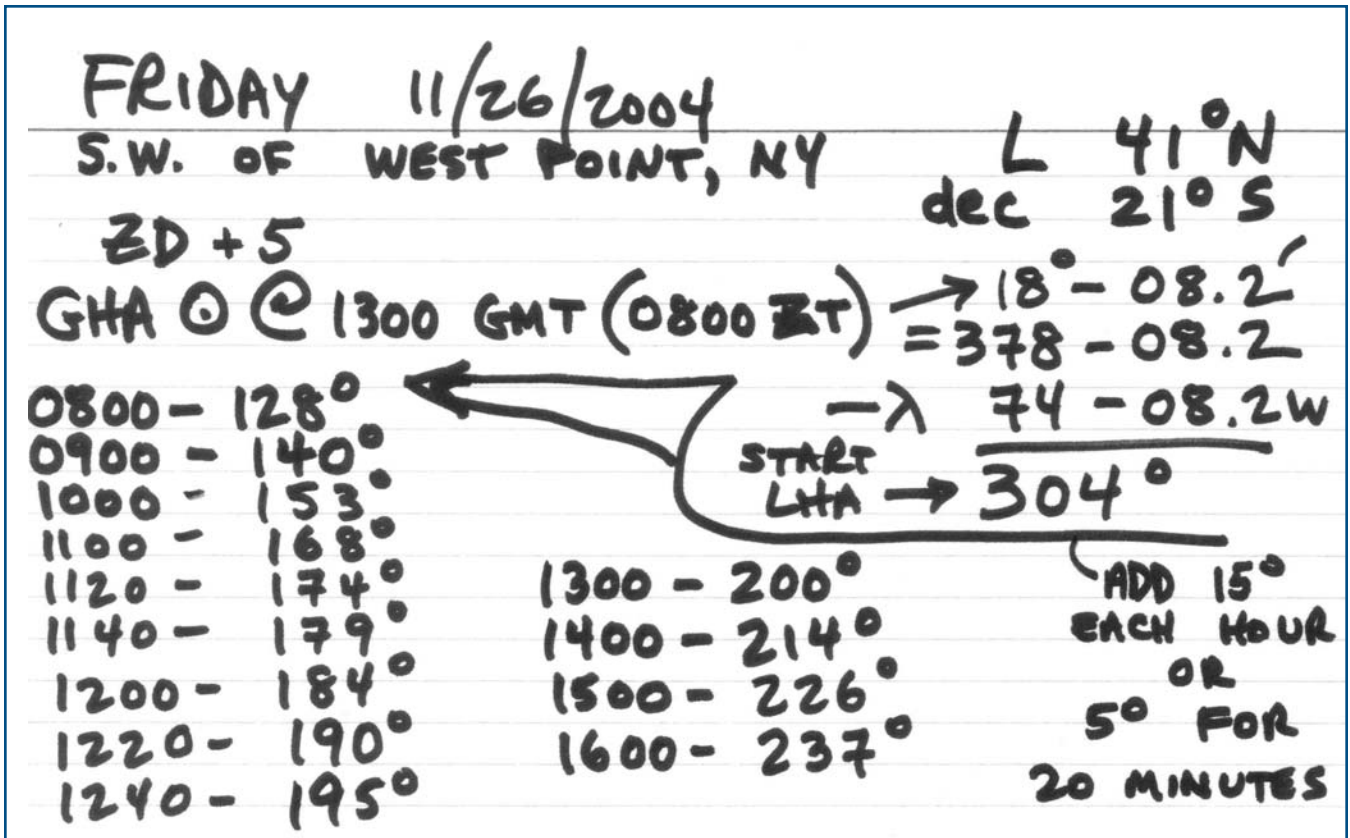 FRIDAY 11/26/2004
S.W. OF WEST POINT, NY
L 41°N
dec 21° S
ZD + 5
GHA ⊙ @ 1300 GMT (0800 ZT) → 18° - 08.2′
= 378 - 08.2
- λ 74 - 08.2W
START
LHA → 304°
ADD 15°
EACH HOUR
OR
5° FOR
20 MINUTES
0800 - 128°
0900 - 140°
1000 - 153°
1100 - 168°
1120 - 174°
1140 - 179°
1200 - 184°
1220 - 190°
1240 - 195°
1300 - 200°
1400 - 214°
1500 - 226°
1600 - 237°